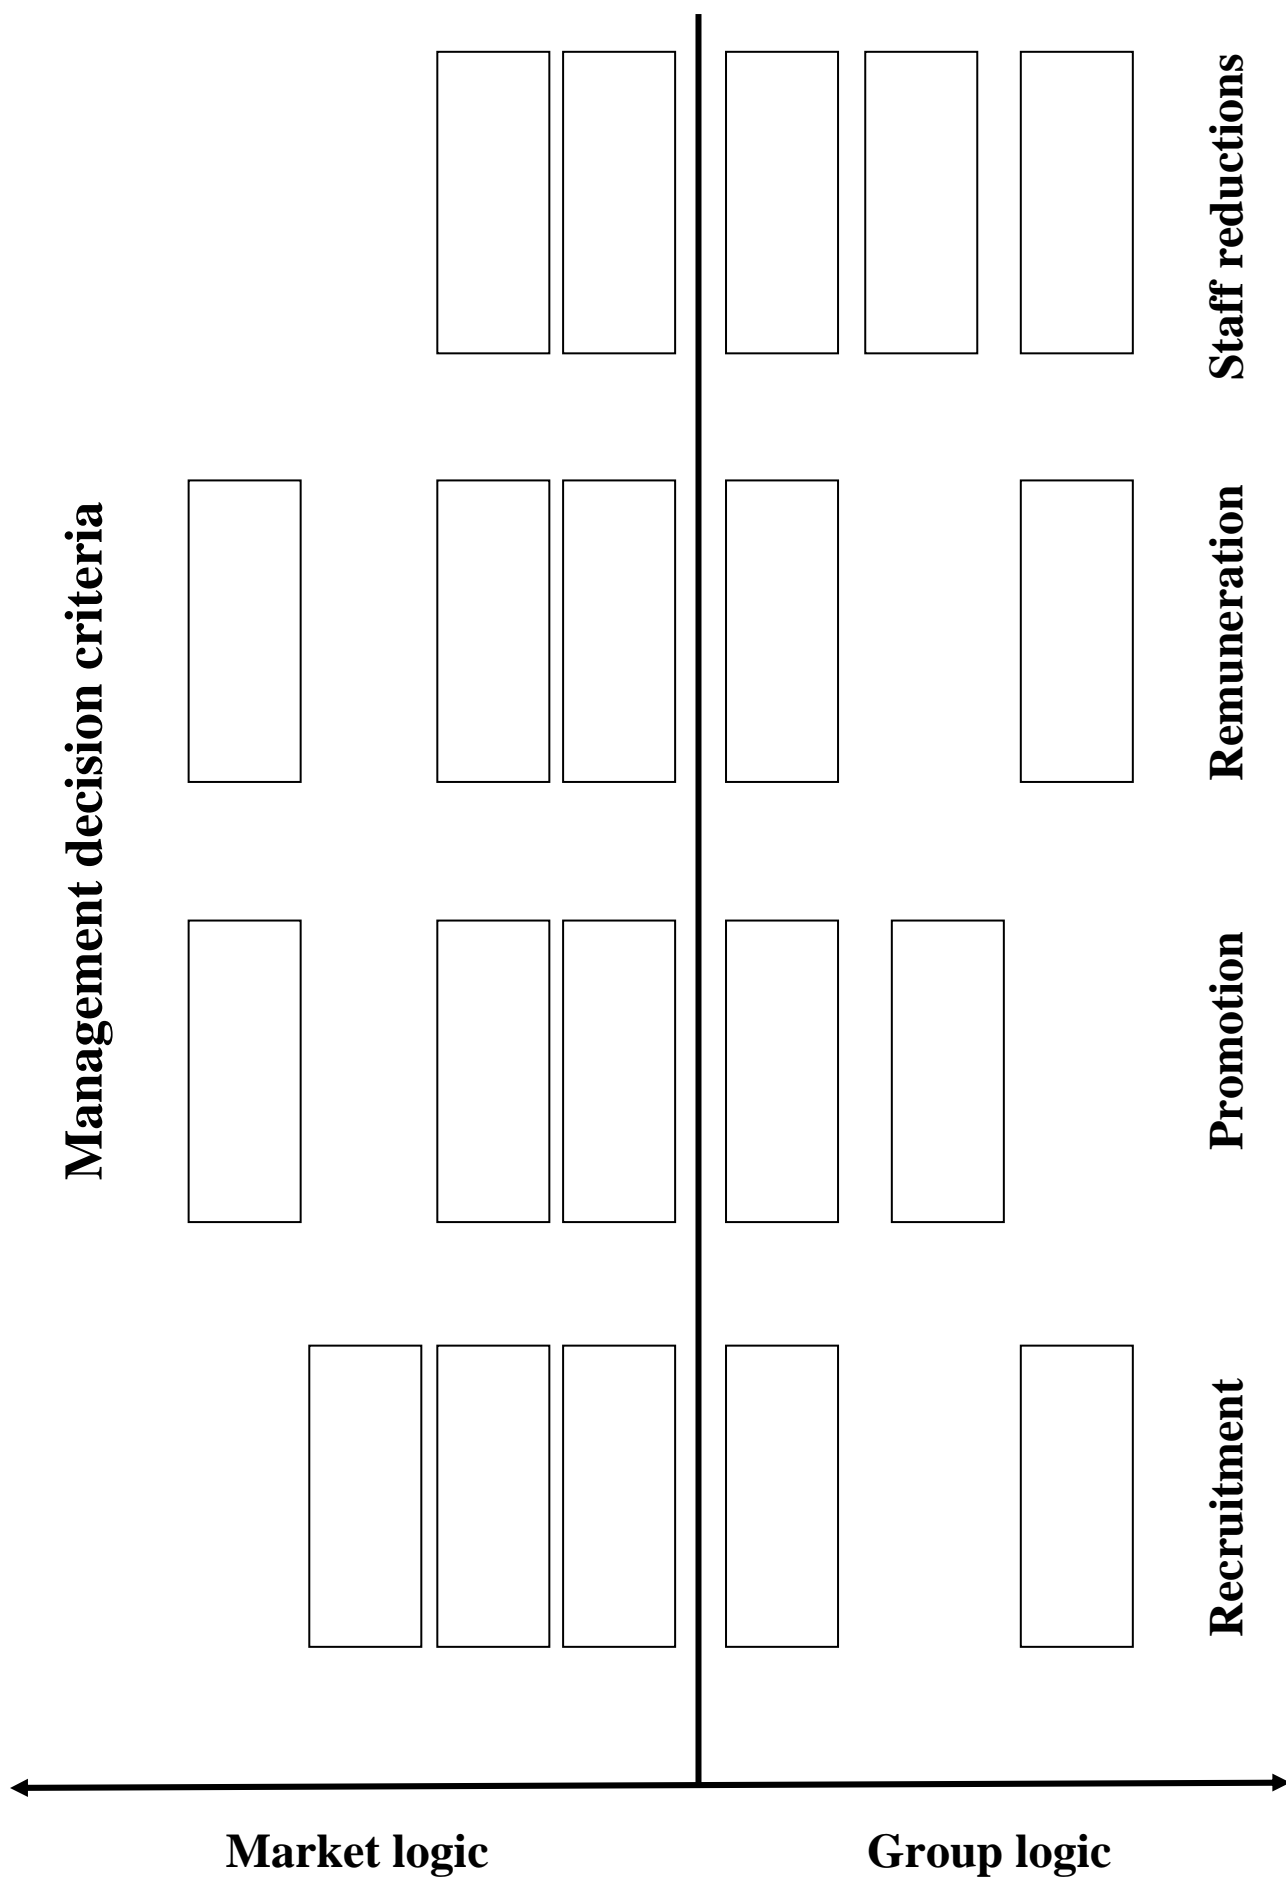 Management decision criteria
Staff reductions
Remuneration
Promotion
Recruitment
Market logic
Group logic